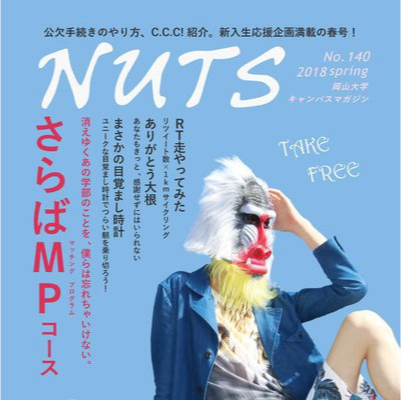 公欠手続きのやり方、C.C.C!紹介。新入生応援企画満載の春号！
NUTS
No.140
2018 spring
岡山大学
キャンパスマガジン
TAKE
FREE
RT走やってみた
リツイート数×1kmサイクリング
ありがとう大根
あなたもきっと、感謝せずにはいられない
まさかの目覚まし時計
ユニークな目覚まし時計でつらい朝を乗り切ろう！
消えゆくあの学部のことを、僕らは忘れちゃいけない。
さらばMPコース
マッチング プログラム